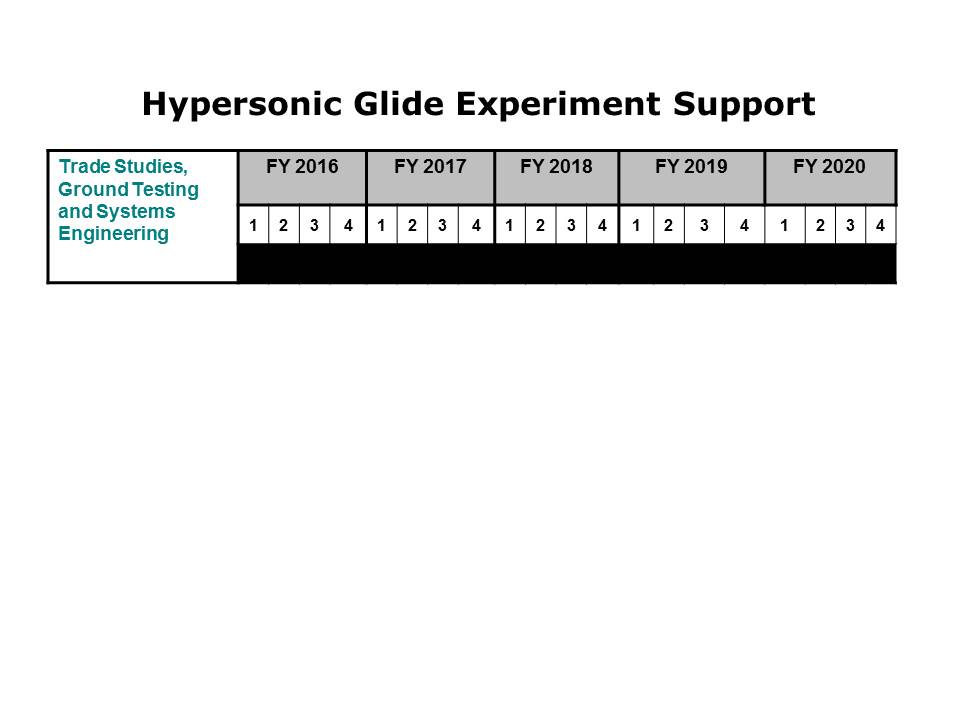 Hypersonic Glide Experiment Support
Trade Studies,
Ground Testing
and Systems
Engineering
FY 2016 FY 2017 FY 2018 FY 2019 FY 2020
1 2 3 4 1 2 3 4 1 2 3 4 1 2 3 4 1 2 3 4